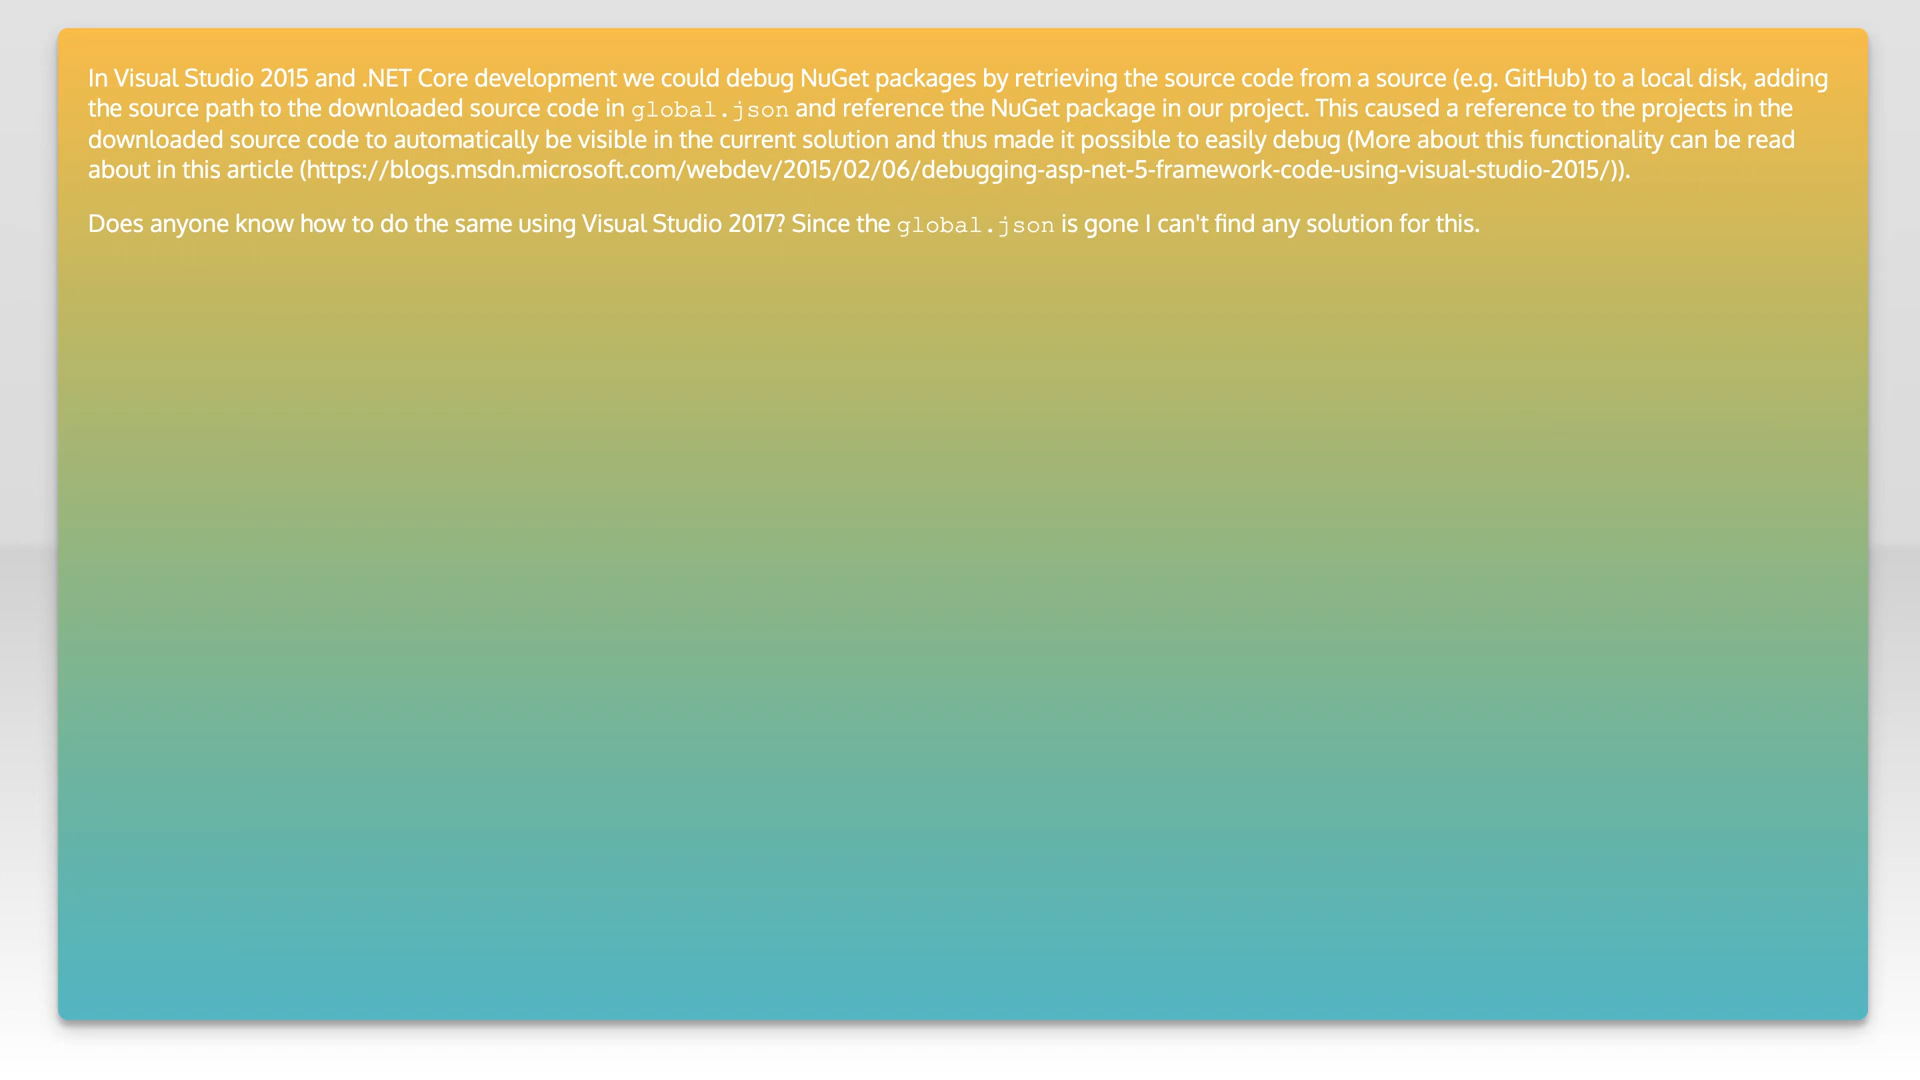 In Visual Studio 2015 and .NET Core development we could debug NuGet packages by retrieving the source code from a source (e.g. GitHub) to a local disk, adding
the source path to the downloaded source code in global.json and reference the NuGet package in our project. This caused a reference to the projects in the
downloaded source code to automatically be visible in the current solution and thus made it possible to easily debug (More about this functionality can be read
about in this article (https://blogs.msdn.microsoft.com/webdev/2015/02/06/debugging-asp-net-5-framework-code-using-visual-studio-2015/)).
Does anyone know how to do the same using Visual Studio 2017? Since the global.json is gone I can't find any solution for this.